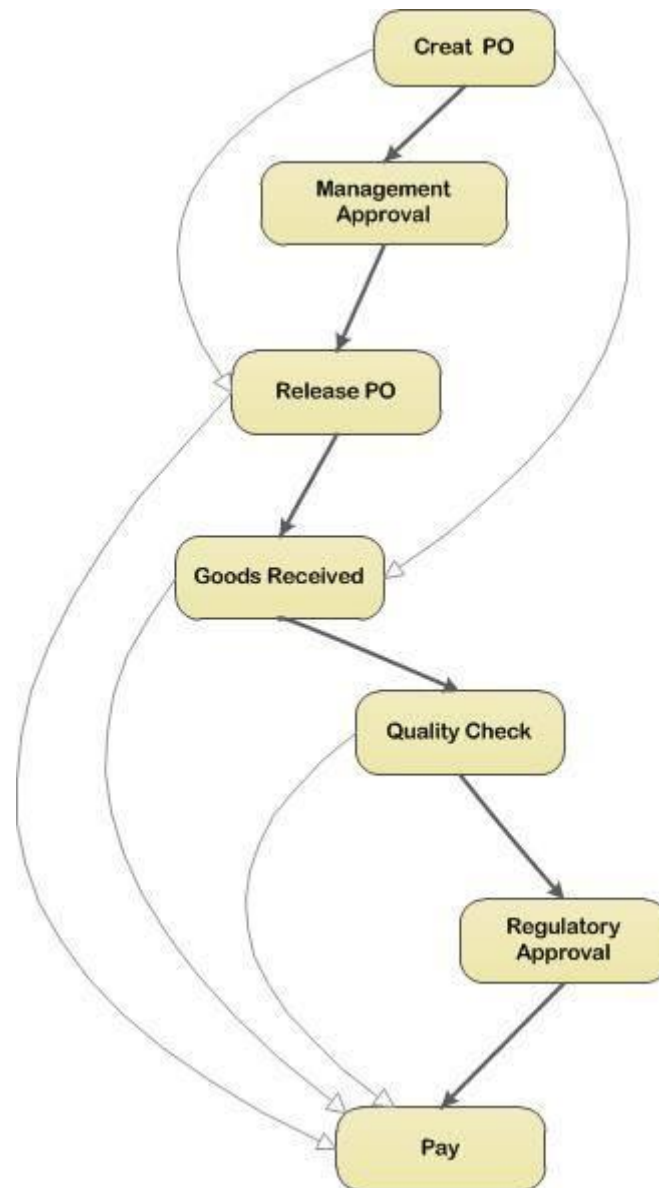 Creat PO
Management
Approval
Release PO
Goods Received
Quality Check
Regulatory
Approval
Pay